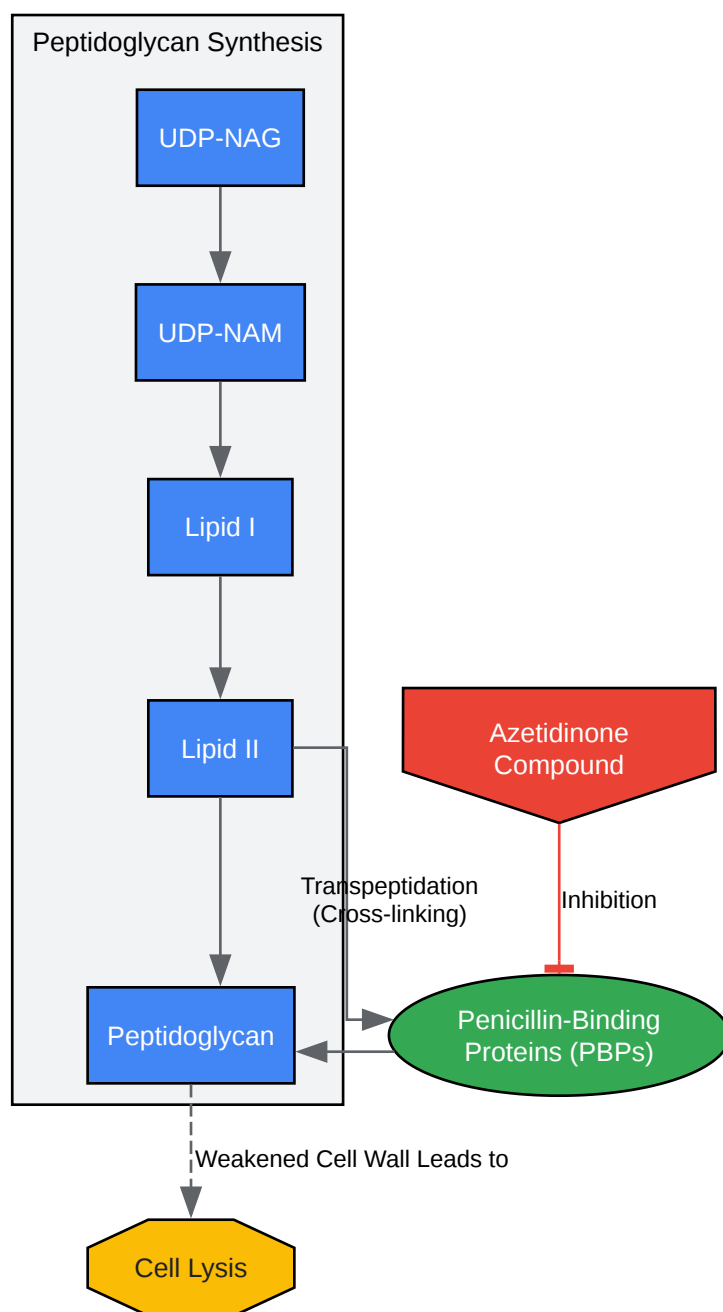 Peptidoglycan Synthesis
UDP-NAG
UDP-NAM
Lipid I
Lipid II
Azetidinone
Compound
Transpeptidation
(Cross-linking)
Inhibition
Peptidoglycan
Penicillin-Binding
Proteins (PBPs)
Weakened Cell Wall Leads to
Cell Lysis